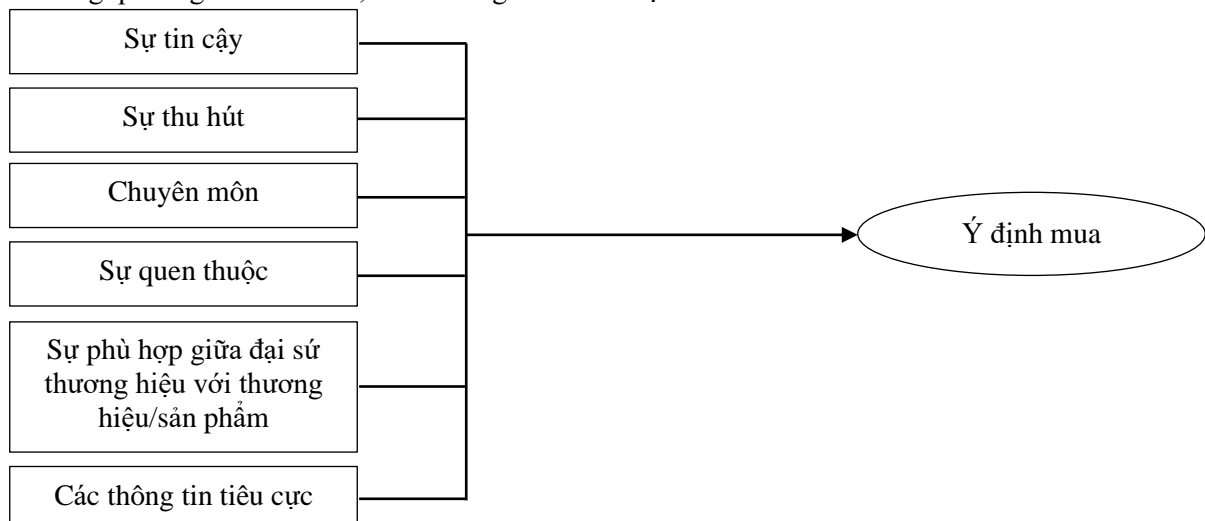 Sự tin cậy
Sự thu hút
Chuyên môn
Sự quen thuộc
Sự phù hợp giữa đại sứ
thương hiệu với thương
hiệu/sản phẩm
Các thông tin tiêu cực
Ý định mua